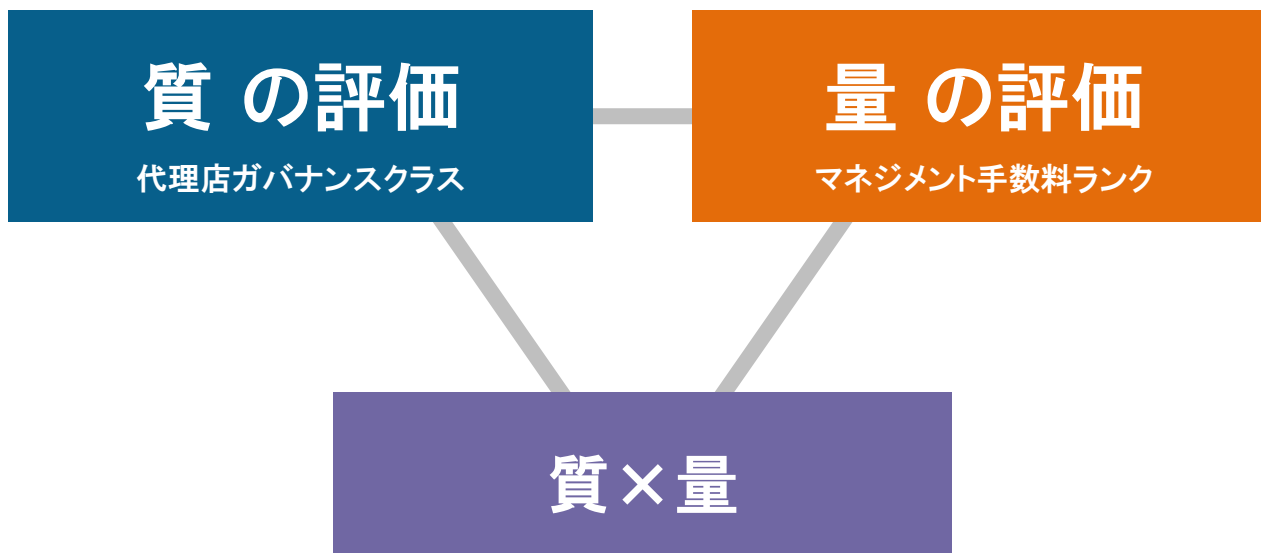 質 の評価
代理店ガバナンスクラス
量 の評価
マネジメント手数料ランク
質×量